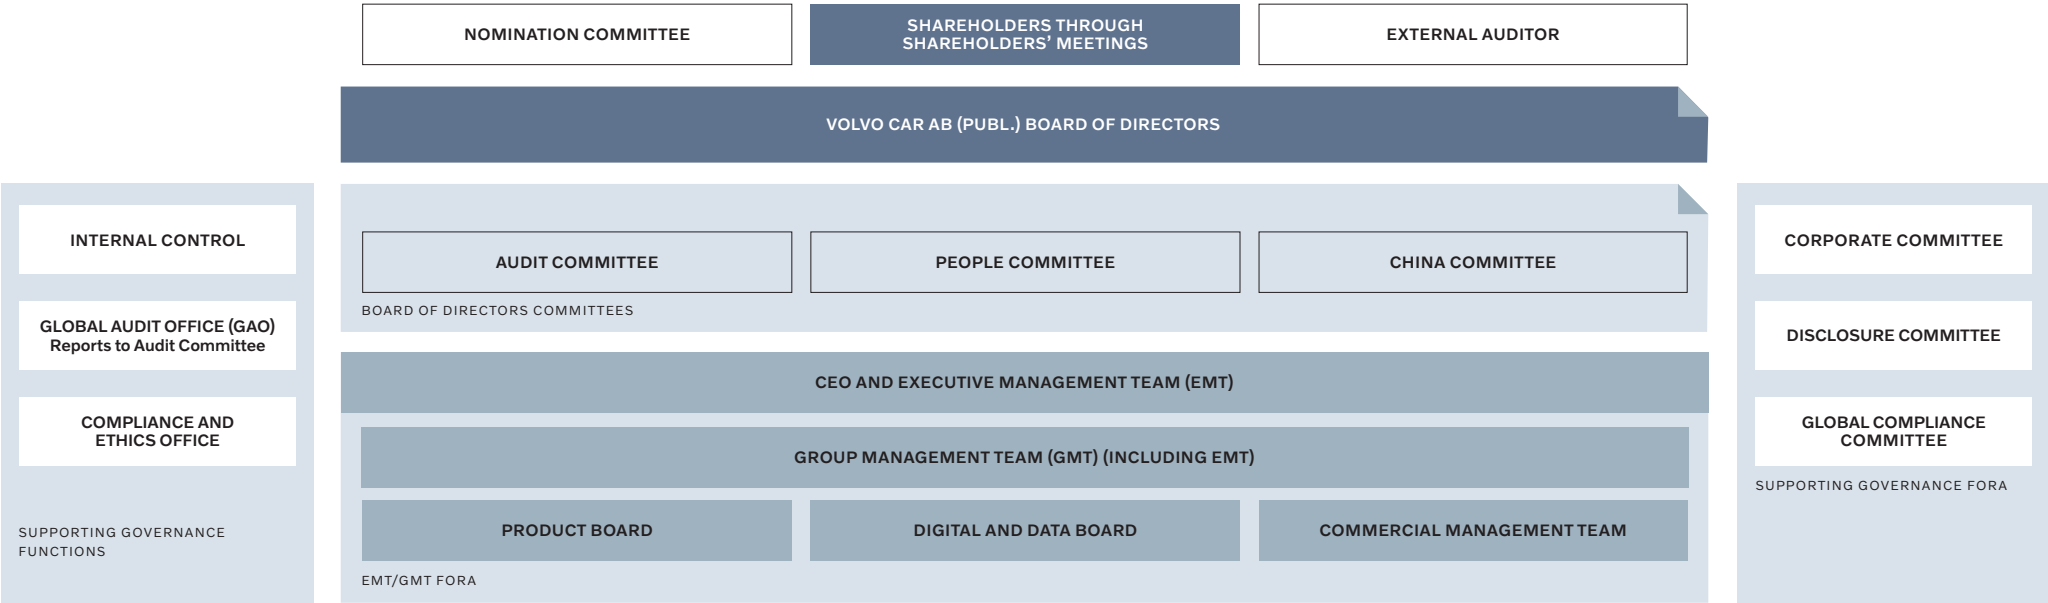 NOMINATION COMMITTEE
SHAREHOLDERS THROUGH
SHAREHOLDERS’ MEETINGS
EXTERNAL AUDITOR
VOLVO CAR AB (PUBL.) BOARD OF DIRECTORS
INTERNAL CONTROL
GLOBAL AUDIT OFFICE (GAO)
Reports to Audit Committee
COMPLIANCE AND
ETHICS OFFICE
SUPPORTING GOVERNANCE
FUNCTIONS
AUDIT COMMITTEE
PEOPLE COMMITTEE
CHINA COMMITTEE
BOARD OF DIRECTORS COMMITTEES
CEO AND EXECUTIVE MANAGEMENT TEAM (EMT)
GROUP MANAGEMENT TEAM (GMT) (INCLUDING EMT)
PRODUCT BOARD
DIGITAL AND DATA BOARD
COMMERCIAL MANAGEMENT TEAM
EMT/GMT FORA
CORPORATE COMMITTEE
DISCLOSURE COMMITTEE
GLOBAL COMPLIANCE
COMMITTEE
SUPPORTING GOVERNANCE FORA